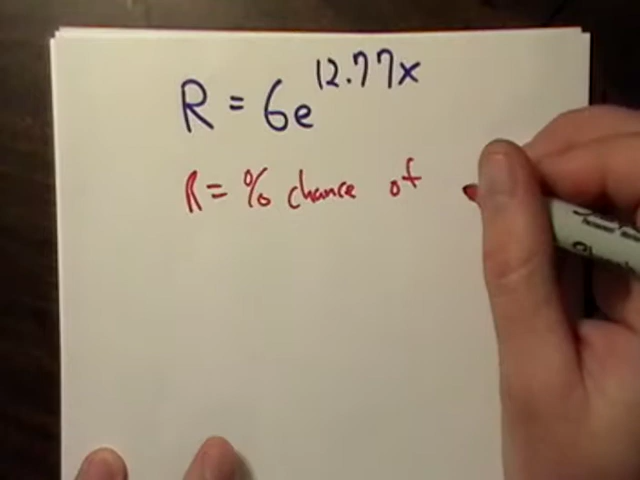 R = 6e^12.77x
R = % chance of